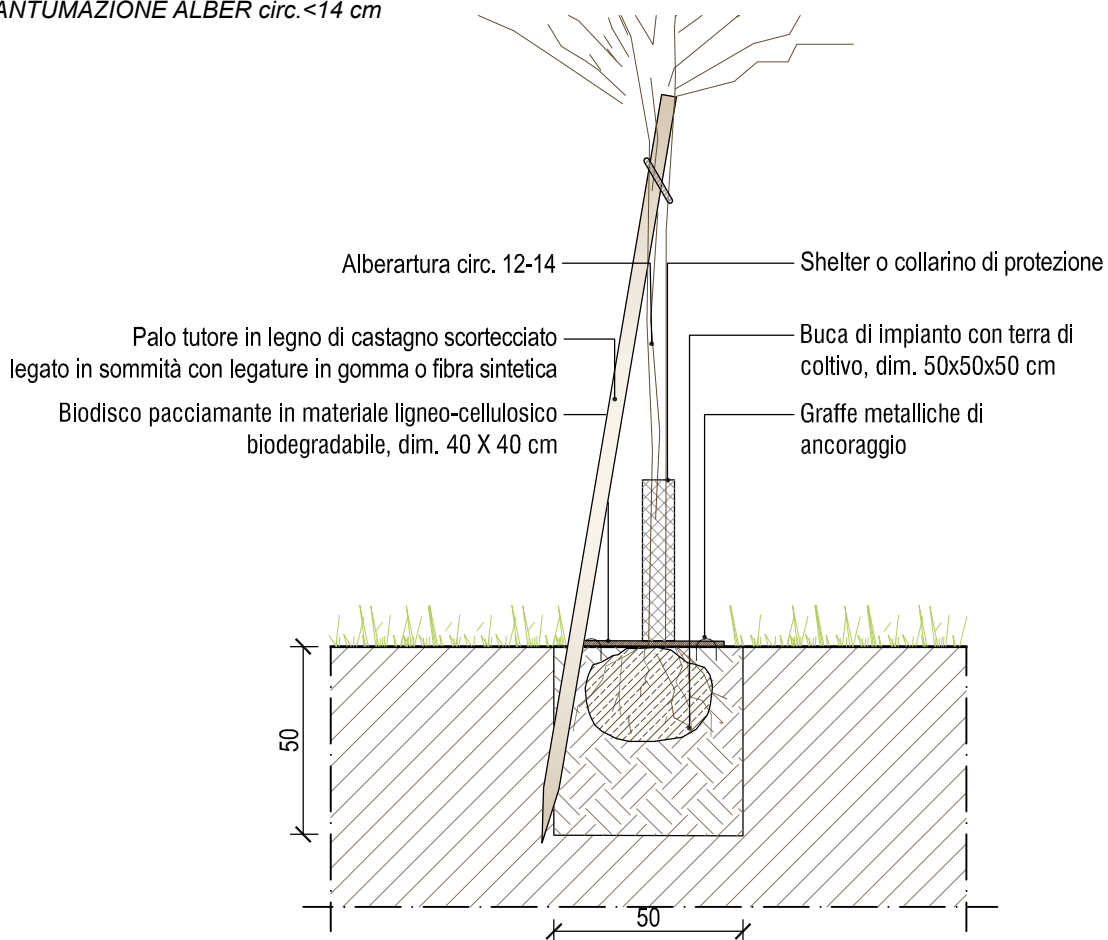 ANTUMAZIONE ALBER circ.<14 cm
Alberartura circ. 12-14
Palo tutore in legno di castagno scortecciato
legato in sommità con legature in gomma o fibra sintetica
Biodisco pacciamante in materiale ligneo-cellulosico
biodegradabile, dim. 40 X 40 cm
Shelter o collarino di protezione
Buca di impianto con terra di
coltivo, dim. 50x50x50 cm
Graffe metalliche di
ancoraggio
50
50